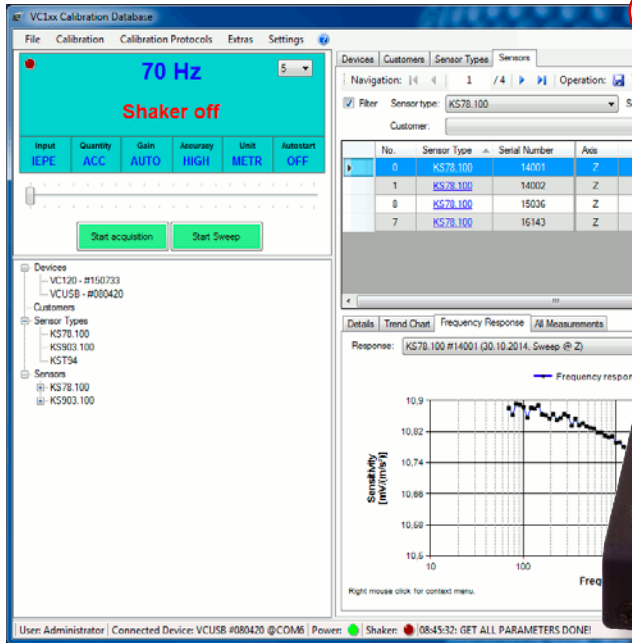 VC1xx Calibration Database
File Calibration Calibration Protocols Extras Settings
70 Hz
5
Shaker off
Input Quantity Gain Accuracy Unit Autostart
IEPE ACC AUTO HIGH METR OFF
Start acquisition Start Sweep
Devices
VC120 - #150733
VCUSB - #080420
Customers
Sensor Types
KS78.100
KS903.100
KST94
Sensors
KS78.100
KS903.100
Devices Customers Sensor Types Sensors
Navigation: 1 / 4 Operation:
Filter Sensor type: KS78.100 S
Customer:
No. Sensor Type Serial Number Axis
0 KS78.100 14001 Z
1 KS78.100 14002 Z
8 KS78.100 15036 Z
7 KS78.100 16143 Z
Details Trend Chart Frequency Response All Measurements
Response: KS78.100 #14001 (30.10.2014, Sweep @ Z)
Frequency respon
10,9
10,82
10,74
10,66
10,58
10,5
Sensitivity
[mV/(m/s²)]
10 100
Freq
Right mouse click for context menu.
User: Administrator Connected Device: VCUSB #080420 @COM6 Power: Shaker: 08:45:32: GET ALL PARAMETERS DONE!